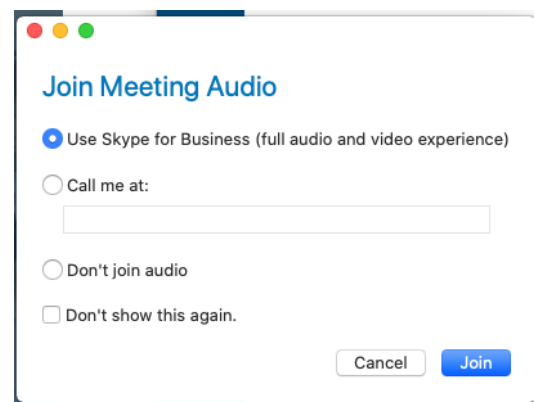 Join Meeting Audio
Use Skype for Business (full audio and video experience)
Call me at:
Don't join audio
Don't show this again.
Cancel Join